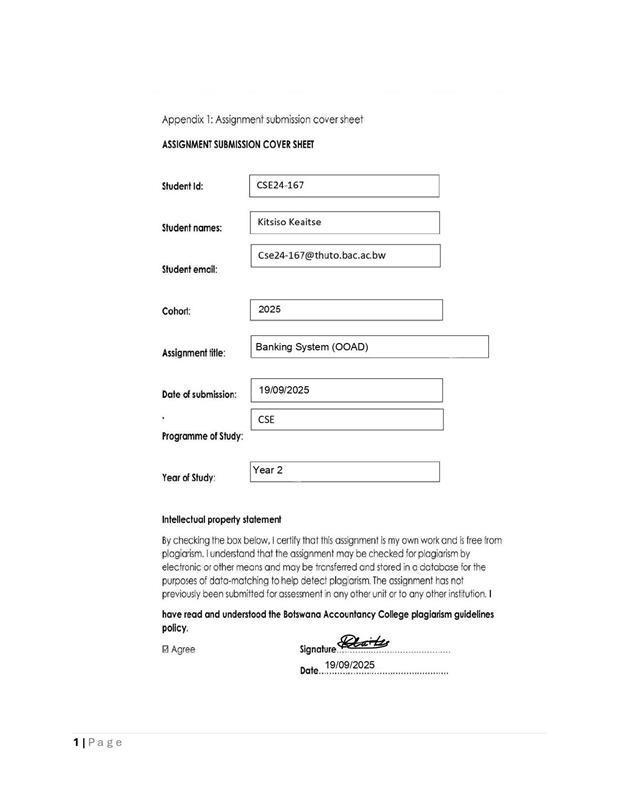 Appendix 1: Assignment submission cover sheet
ASSIGNMENT SUBMISSION COVER SHEET
Student Id: CSE24-167
Student names: Kitsiso Keaitse
Student email: Cse24-167@thuto.bac.ac.bw
Cohort: 2025
Assignment title: Banking System (OOAD)
Date of submission: 19/09/2025
.
Programme of Study: CSE
Year of Study: Year 2
Intellectual property statement
By checking the box below, I certify that this assignment is my own work and is free from
plagiarism. I understand that the assignment may be checked for plagiarism by
electronic or other means and may be transferred and stored in a database for the
purposes of data-matching to help detect plagiarism. The assignment has not
previously been submitted for assessment in any other unit or to any other institution. I
have read and understood the Botswana Accountancy College plagiarism guidelines
policy.
☑ Agree Signature
Date 19/09/2025
1 | Page